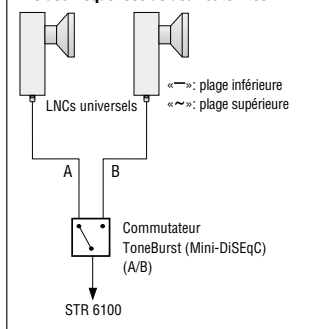 LNCs universels
«—»: plage inférieure
«~»: plage supérieure
A B
Commutateur
ToneBurst (Mini-DiSEqC)
(A/B)
STR 6100